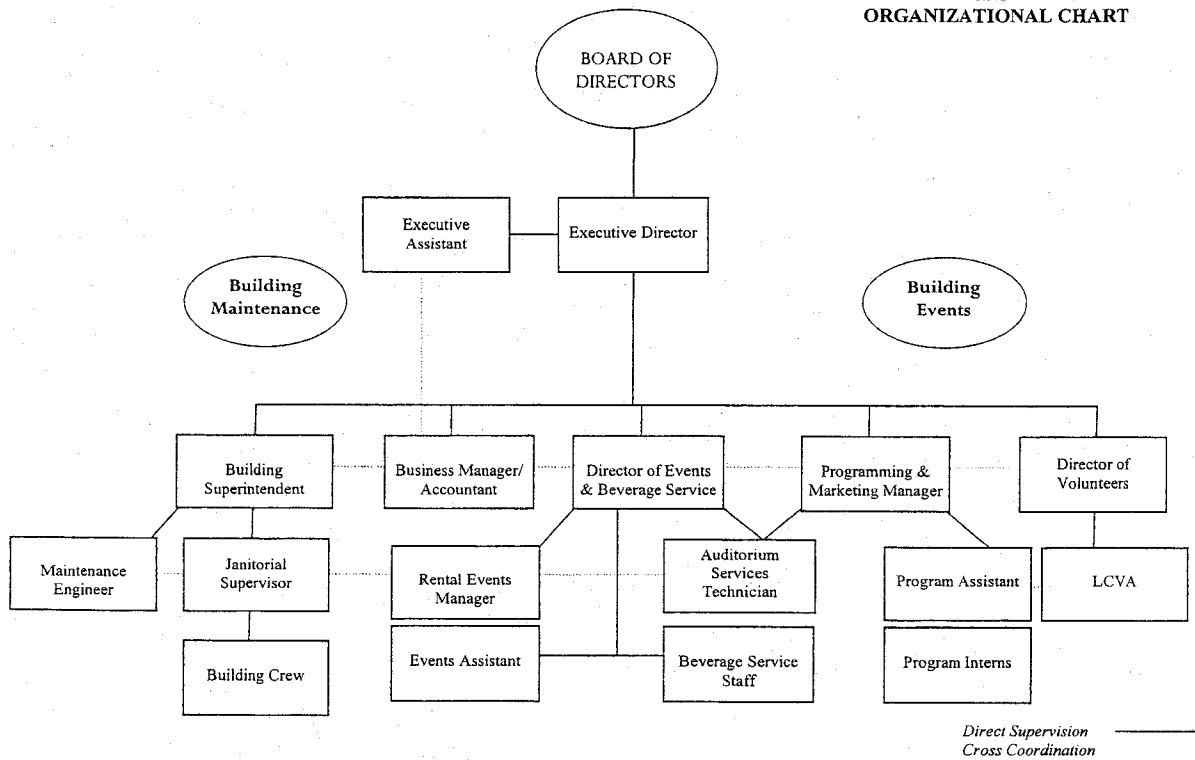 ORGANIZATIONAL CHART
BOARD OF
DIRECTORS
Executive
Assistant
Executive Director
Building
Maintenance
Building
Events
Building
Superintendent
Business Manager/
Accountant
Director of Events
& Beverage Service
Programming &
Marketing Manager
Director of
Volunteers
Maintenance
Engineer
Janitorial
Supervisor
Rental Events
Manager
Auditorium
Services
Technician
Program Assistant
LCVA
Building Crew
Events Assistant
Beverage Service
Staff
Program Interns
Direct Supervision
Cross Coordination